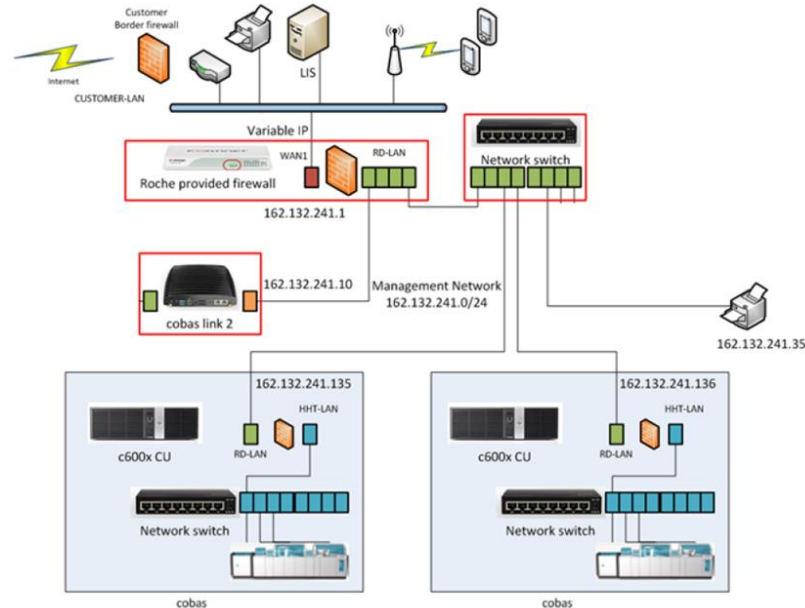 Customer
Border firewall
Internet
CUSTOMER-LAN
LIS
Variable IP
WAN1
RD-LAN
Roche provided firewall
162.132.241.1
Network switch
162.132.241.10
cobas link 2
Management Network
162.132.241.0/24
162.132.241.35
162.132.241.135
HHT-LAN
c600x CU
RD-LAN
Network switch
cobas
162.132.241.136
HHT-LAN
c600x CU
RD-LAN
Network switch
cobas